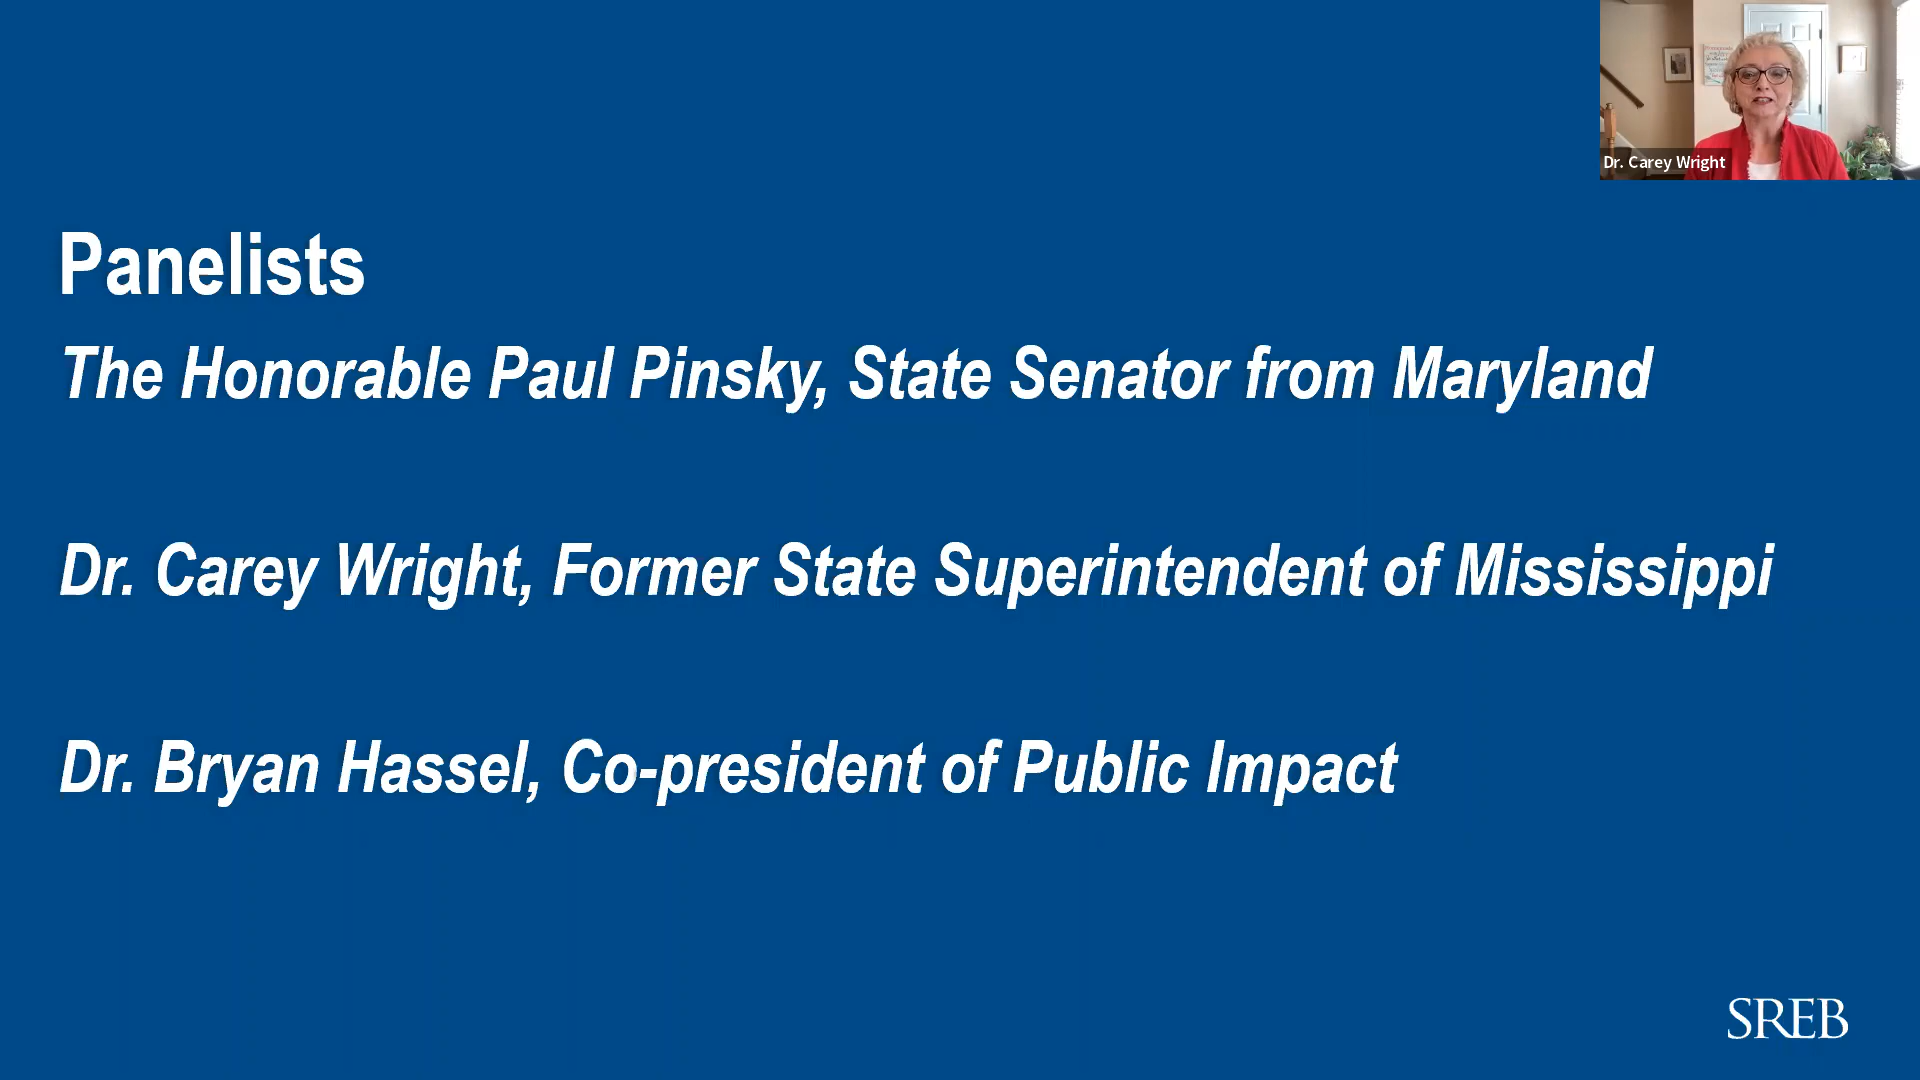 Dr. Carey Wright
Panelists
The Honorable Paul Pinsky, State Senator from Maryland
Dr. Carey Wright, Former State Superintendent of Mississippi
Dr. Bryan Hassel, Co-president of Public Impact
SREB